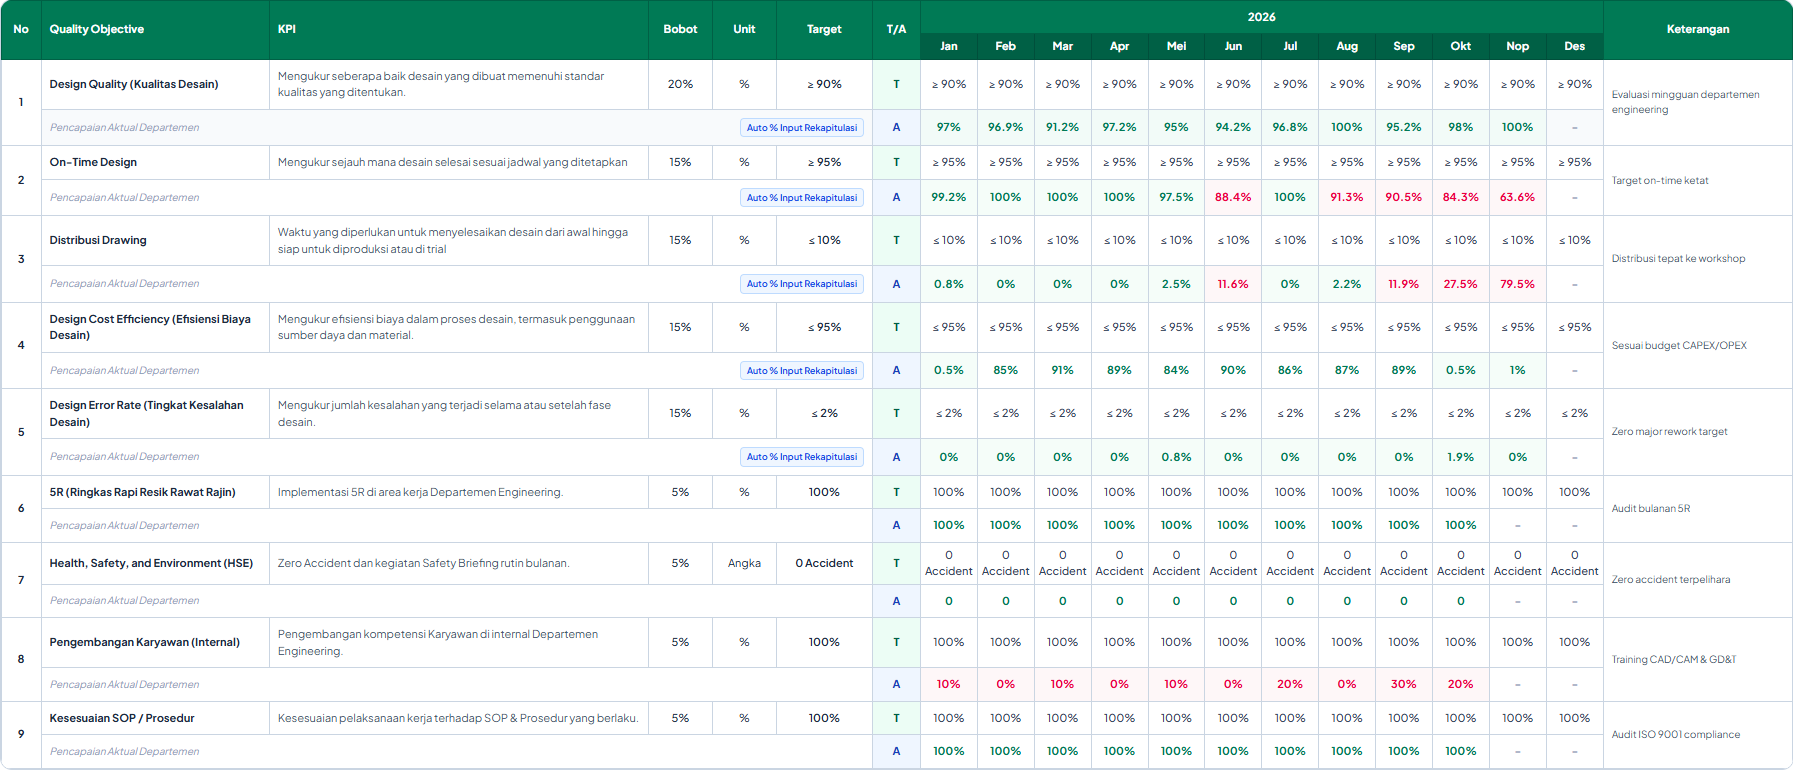 No Quality Objective KPI Bobot Unit Target T/A 2026 Keterangan
Jan Feb Mar Apr Mei Jun Jul Aug Sep Okt Nop Des
1 Design Quality (Kualitas Desain) Mengukur seberapa baik desain yang dibuat memenuhi standar
kualitas yang ditentukan. 20% % ≥ 90% T ≥ 90% ≥ 90% ≥ 90% ≥ 90% ≥ 90% ≥ 90% ≥ 90% ≥ 90% ≥ 90% ≥ 90% ≥ 90% ≥ 90% Evaluasi mingguan departemen
engineering
Pencapaian Aktual Departemen Auto % Input Rekapitulasi A 97% 96.9% 91.2% 97.2% 95% 94.2% 96.8% 100% 95.2% 98% 100% –
2 On-Time Design Mengukur sejauh mana desain selesai sesuai jadwal yang ditetapkan 15% % ≥ 95% T ≥ 95% ≥ 95% ≥ 95% ≥ 95% ≥ 95% ≥ 95% ≥ 95% ≥ 95% ≥ 95% ≥ 95% ≥ 95% ≥ 95% Target on-time ketat
Pencapaian Aktual Departemen Auto % Input Rekapitulasi A 99.2% 100% 100% 100% 97.5% 88.4% 100% 91.3% 90.5% 84.3% 63.6% –
3 Distribusi Drawing Waktu yang diperlukan untuk menyelesaikan desain dari awal hingga
siap untuk diproduksi atau di trial 15% % ≤ 10% T ≤ 10% ≤ 10% ≤ 10% ≤ 10% ≤ 10% ≤ 10% ≤ 10% ≤ 10% ≤ 10% ≤ 10% ≤ 10% ≤ 10% Distribusi tepat ke workshop
Pencapaian Aktual Departemen Auto % Input Rekapitulasi A 0.8% 0% 0% 0% 2.5% 11.6% 0% 2.2% 11.9% 27.5% 79.5% –
4 Design Cost Efficiency (Efisiensi Biaya
Desain) Mengukur efisiensi biaya dalam proses desain, termasuk penggunaan
sumber daya dan material. 15% % ≤ 95% T ≤ 95% ≤ 95% ≤ 95% ≤ 95% ≤ 95% ≤ 95% ≤ 95% ≤ 95% ≤ 95% ≤ 95% ≤ 95% ≤ 95% Sesuai budget CAPEX/OPEX
Pencapaian Aktual Departemen Auto % Input Rekapitulasi A 0.5% 85% 91% 89% 84% 90% 86% 87% 89% 0.5% 1% –
5 Design Error Rate (Tingkat Kesalahan
Desain) Mengukur jumlah kesalahan yang terjadi selama atau setelah fase
desain. 15% % ≤ 2% T ≤ 2% ≤ 2% ≤ 2% ≤ 2% ≤ 2% ≤ 2% ≤ 2% ≤ 2% ≤ 2% ≤ 2% ≤ 2% ≤ 2% Zero major rework target
Pencapaian Aktual Departemen Auto % Input Rekapitulasi A 0% 0% 0% 0% 0.8% 0% 0% 0% 0% 1.9% 0% –
6 5R (Ringkas Rapi Resik Rawat Rajin) Implementasi 5R di area kerja Departemen Engineering. 5% % 100% T 100% 100% 100% 100% 100% 100% 100% 100% 100% 100% 100% 100% Audit bulanan 5R
Pencapaian Aktual Departemen A 100% 100% 100% 100% 100% 100% 100% 100% 100% 100% – –
7 Health, Safety, and Environment (HSE) Zero Accident dan kegiatan Safety Briefing rutin bulanan. 5% Angka 0 Accident T 0 0 0 0 0 0 0 0 0 0 0 0
Accident Accident Accident Accident Accident Accident Accident Accident Accident Accident Accident Accident Zero accident terpelihara
Pencapaian Aktual Departemen A 0 0 0 0 0 0 0 0 0 0 – –
8 Pengembangan Karyawan (Internal) Pengembangan kompetensi Karyawan di internal Departemen
Engineering. 5% % 100% T 100% 100% 100% 100% 100% 100% 100% 100% 100% 100% 100% 100% Training CAD/CAM & GD&T
Pencapaian Aktual Departemen A 10% 0% 10% 0% 10% 0% 20% 0% 30% 20% – –
9 Kesesuaian SOP / Prosedur Kesesuaian pelaksanaan kerja terhadap SOP & Prosedur yang berlaku. 5% % 100% T 100% 100% 100% 100% 100% 100% 100% 100% 100% 100% 100% 100% Audit ISO 9001 compliance
Pencapaian Aktual Departemen A 100% 100% 100% 100% 100% 100% 100% 100% 100% 100% – –